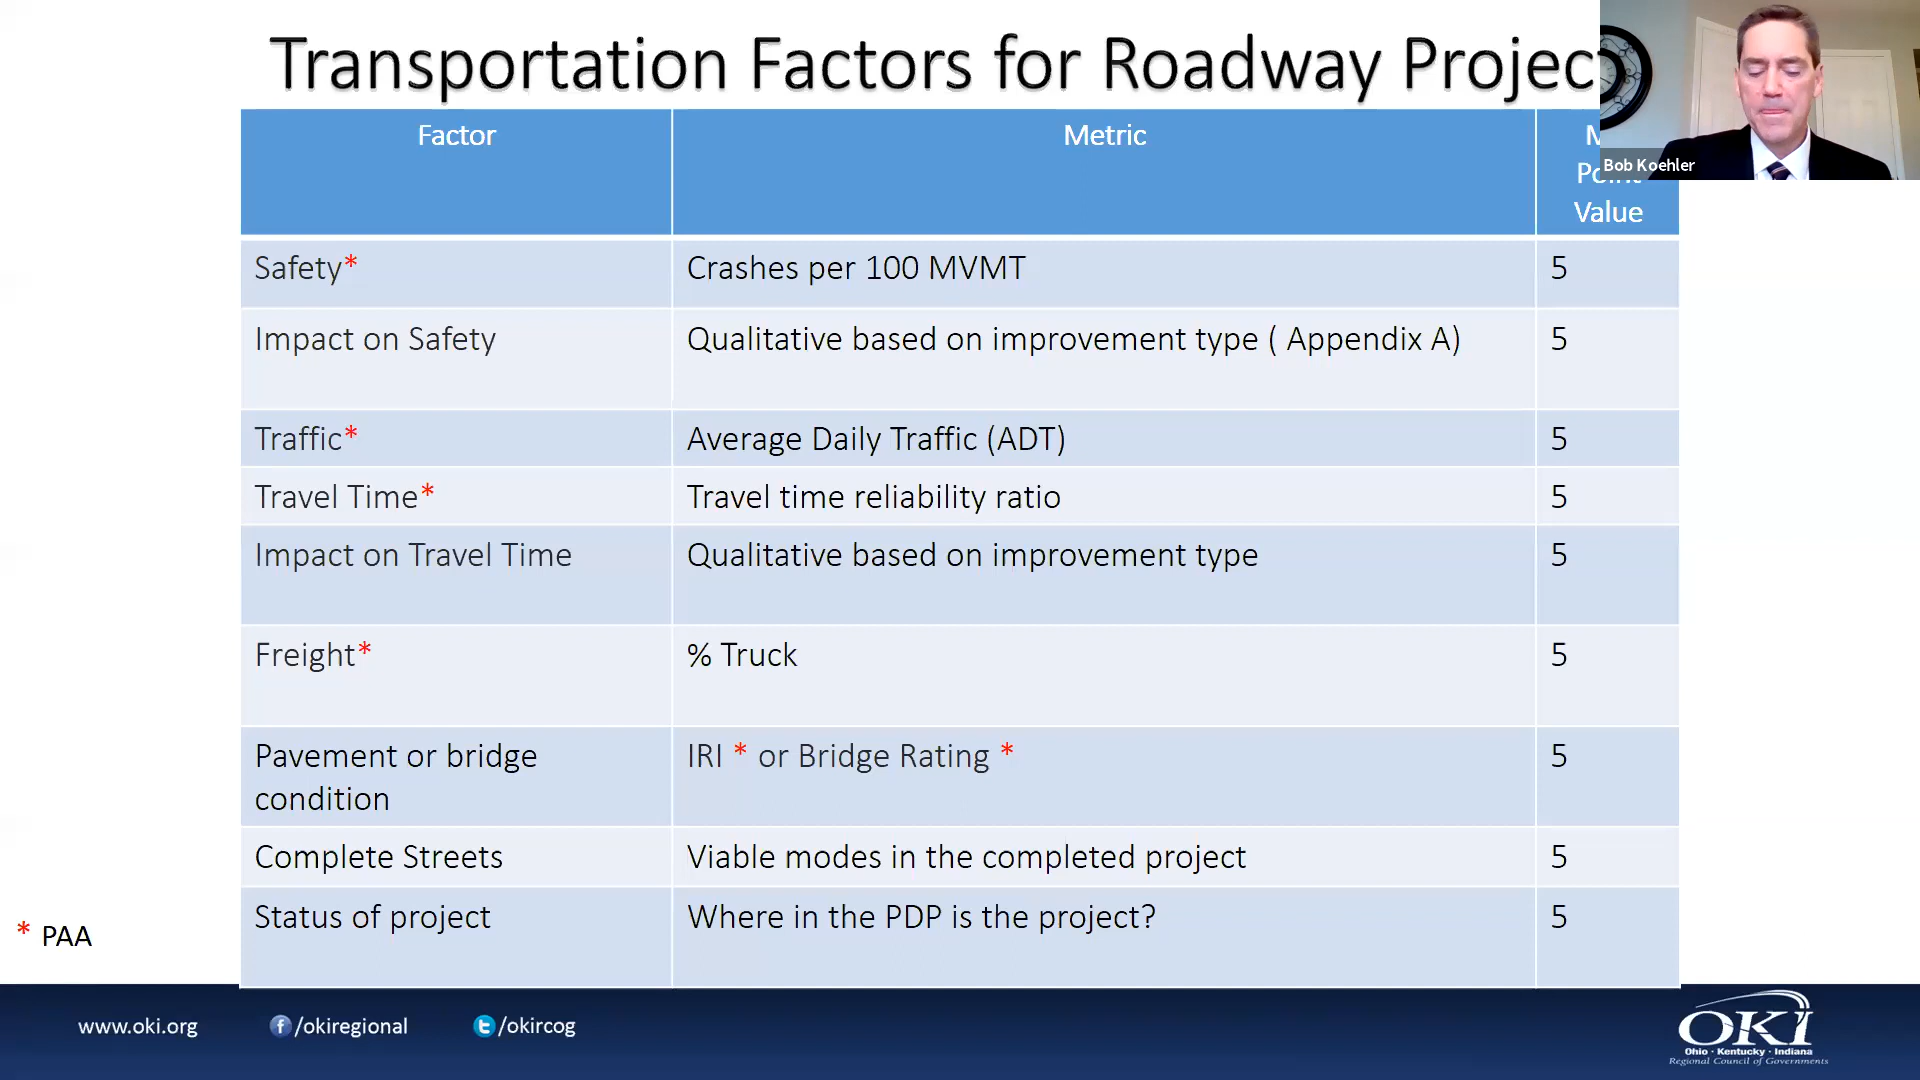 Transportation Factors for Roadway
Factor Metric
Value
Bob Koehler
Safety* Crashes per 100 MVMT 5
Impact on Safety Qualitative based on improvement type ( Appendix A) 5
Traffic* Average Daily Traffic (ADT) 5
Travel Time* Travel time reliability ratio 5
Impact on Travel Time Qualitative based on improvement type 5
Freight* % Truck 5
Pavement or bridge IRI * or Bridge Rating * 5
condition
Complete Streets Viable modes in the completed project 5
Status of project Where in the PDP is the project? 5
* PAA
www.oki.org /okiregional /okircog
OKI
Ohio · Kentucky · Indiana
Regional Council of Governments